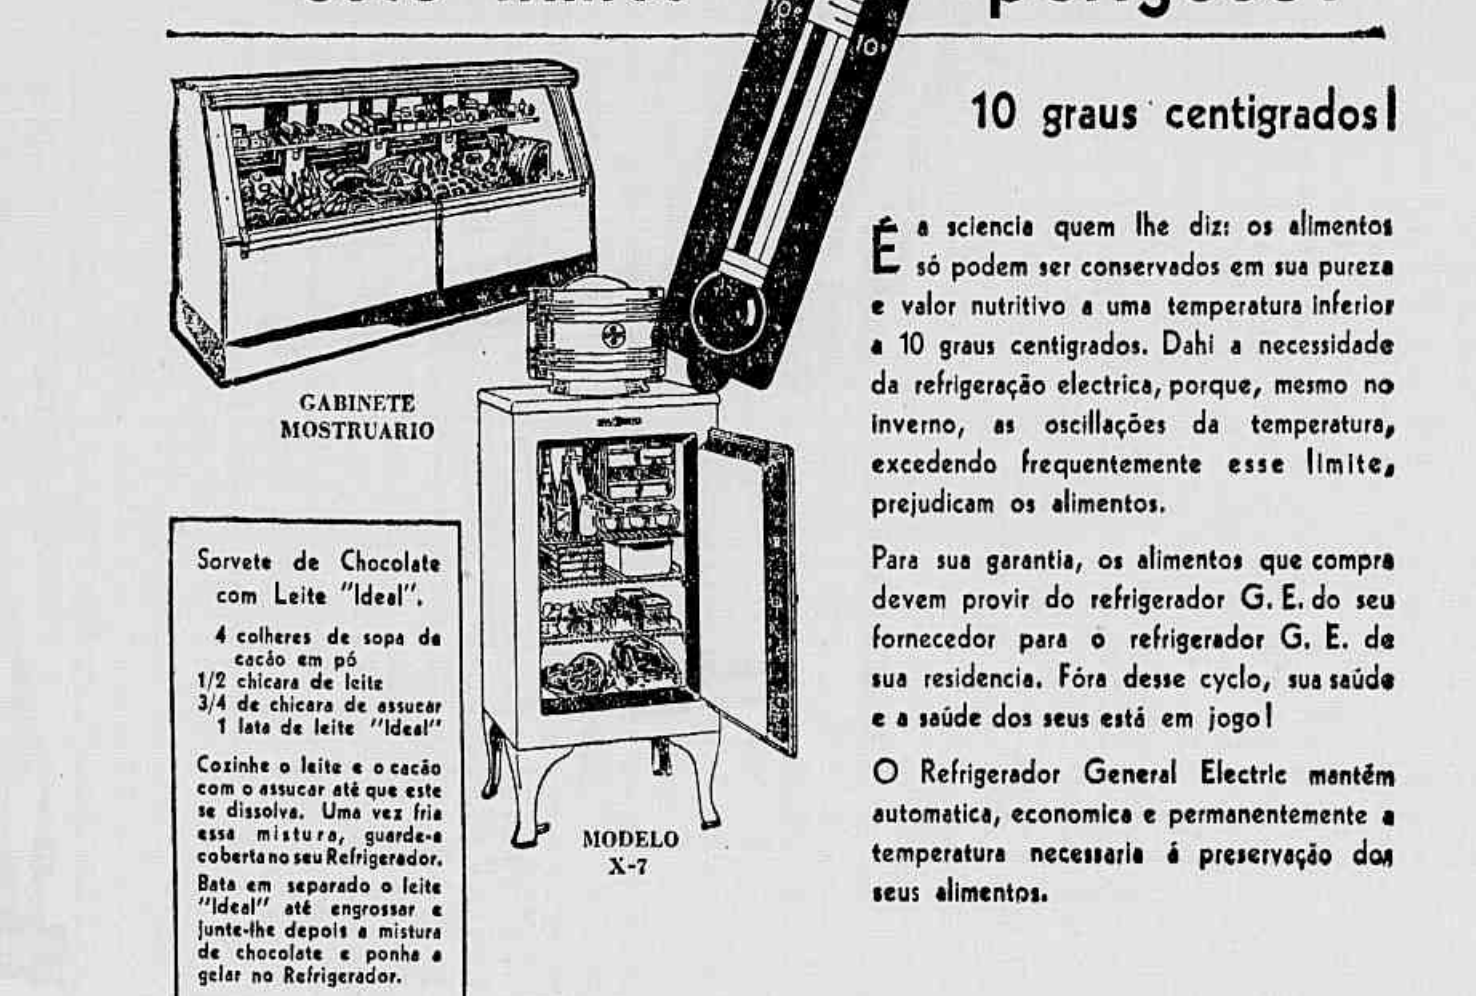 10°
10°
10 graus centigrados!
É a sciencia quem lhe diz: os alimentos
só podem ser conservados em sua pureza
e valor nutritivo a uma temperatura inferior
a 10 graus centigrados. Dahi a necessidade
da refrigeração electrica, porque, mesmo no
inverno, as oscillações da temperatura,
excedendo frequentemente esse limite,
prejudicam os alimentos.
Para sua garantia, os alimentos que compra
devem provir do refrigerador G. E. do seu
fornecedor para o refrigerador G. E. de
sua residencia. Fóra desse cyclo, sua saúde
e a saúde dos seus está em jogo!
O Refrigerador General Electric mantém
automatica, economica e permanentemente a
temperatura necessaria á preservação dos
seus alimentos.
GABINETE
MOSTRUARIO
MODELO
X-7
Sorvete de Chocolate
com Leite "Ideal".
4 colheres de sopa de
cacáo em pó
1/2 chicara de leite
3/4 de chicara de assucar
1 lata de leite "Ideal"
Cozinhe o leite e o cacáo
com o assucar até que este
se dissolva. Uma vez fria
essa mistura, guarde-a
coberta no seu Refrigerador.
Bata em separado o leite
"Ideal" até engrossar e
junte-lhe depois a mistura
de chocolate e ponha a
gelar no Refrigerador.